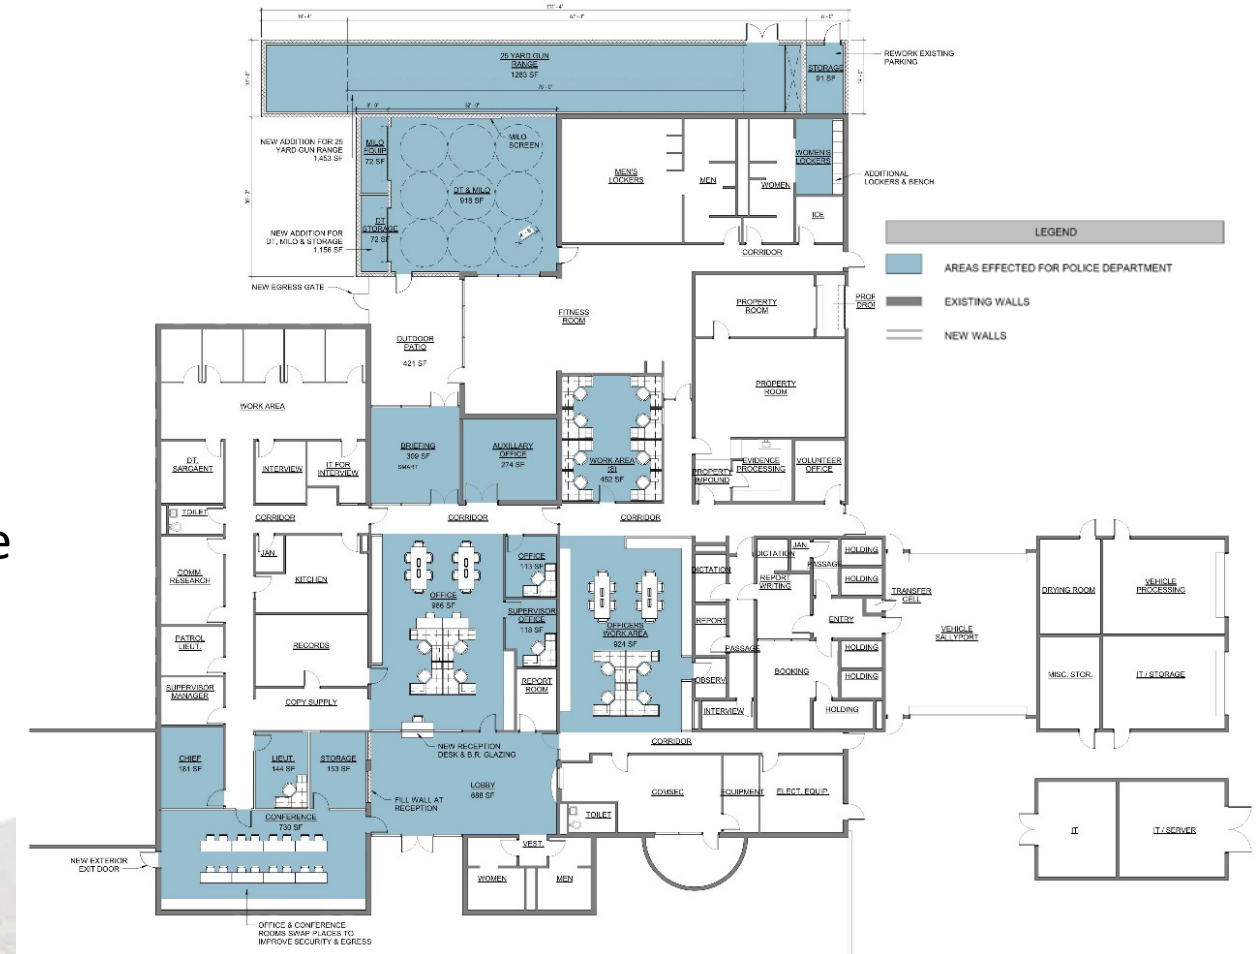 111'- 4"
REWORK EXISTING
PARKING
25 YARD GUN
RANGE
1283 SF
STORAGE
91 SF
75'- 0"
NEW ADDITION FOR 25
YARD GUN RANGE
1,453 SF
MILO
EQUIP
72 SF
MILO
SCREEN
DT & MILO
918 SF
DT
STORAGE
72 SF
NEW ADDITION FOR
DT, MILO & STORAGE
1,156 SF
MEN'S
LOCKERS
MEN
WOMEN
WOMEN'S
LOCKERS
ADDITIONAL
LOCKERS & BENCH
ICE
CORRIDOR
LEGEND
AREAS EFFECTED FOR POLICE DEPARTMENT
EXISTING WALLS
NEW WALLS
NEW EGRESS GATE
OUTDOOR
PATIO
421 SF
FITNESS
ROOM
PROPERTY
ROOM
PROPERTY
ROOM
WORK AREA
DT.
SARGAENT
INTERVIEW
IT FOR
INTERVIEW
BRIEFING
309 SF
SMART
AUXILLARY
OFFICE
274 SF
WORK AREA
ISI
462 SF
PROPERTY
IMPOUND
EVIDENCE
PROCESSING
VOLUNTEER
OFFICE
TOILET
CORRIDOR
CORRIDOR
CORRIDOR
e
COMM.
RESEARCH
JAN.
KITCHEN
OFFICE
966 SF
OFFICE
113 SF
SUPERVISOR
OFFICE
118 SF
OFFICERS
WORK AREA
924 SF
DICTATION
DICTATION
JAN.
PASSAGE
REPORT
WRITING
HOLDING
HOLDING
TRANSFER
CELL
ENTRY
REPORT
PASSAGE
VEHICLE
SALLYPORT
DRYING ROOM
VEHICLE
PROCESSING
PATROL
LIEUT.
RECORDS
SUPERVISOR
MANAGER
COPY SUPPLY
REPORT
ROOM
OBSERV
INTERVIEW
BOOKING
HOLDING
HOLDING
HOLDING
MISC. STOR.
IT / STORAGE
CHIEF
181 SF
LIEUT.
144 SF
STORAGE
153 SF
NEW RECEPTION
DESK & B.R. GLAZING
LOBBY
688 SF
FILL WALL AT
RECEPTION
CORRIDOR
COMSEC
EQUIPMENT
ELECT. EQUIP.
TOILET
CONFERENCE
730 SF
VEST.
WOMEN
MEN
IT
IT / SERVER
NEW EXTERIOR
EXIT DOOR
OFFICE & CONFERENCE
ROOMS SWAP PLACES TO
IMPROVE SECURITY & EGRESS